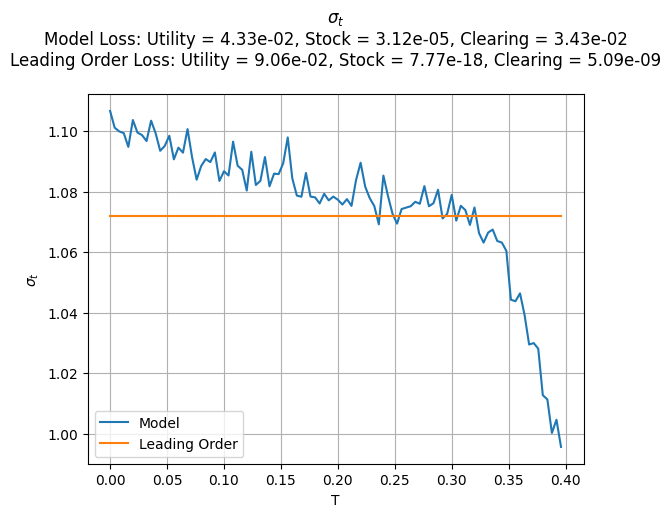 σ_t
Model Loss: Utility = 4.33e-02, Stock = 3.12e-05, Clearing = 3.43e-02
Leading Order Loss: Utility = 9.06e-02, Stock = 7.77e-18, Clearing = 5.09e-09
1.10
1.08
1.06
1.04
1.02
1.00
σ_t
Model
Leading Order
0.00 0.05 0.10 0.15 0.20 0.25 0.30 0.35 0.40
T